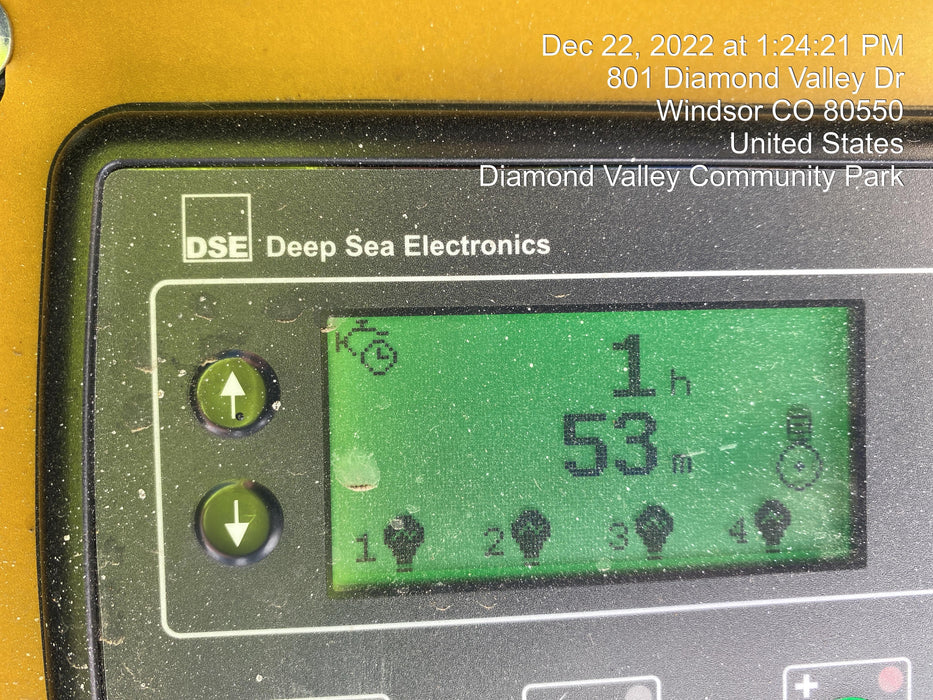 Dec 22, 2022 at 1:24:21 PM
801 Diamond Valley Dr
Windsor CO 80550
United States
Diamond Valley Community Park
DSE Deep Sea Electronics
1 h
53 m
1 2 3 4